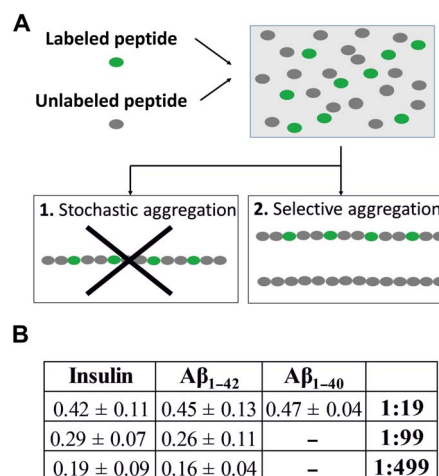 A
Labeled peptide
Unlabeled peptide
1. Stochastic aggregation
2. Selective aggregation
B
Insulin Aβ1–42 Aβ1–40
0.42 ± 0.11 0.45 ± 0.13 0.47 ± 0.04 1:19
0.29 ± 0.07 0.26 ± 0.11 – 1:99
0.19 ± 0.09 0.16 ± 0.04 – 1:499